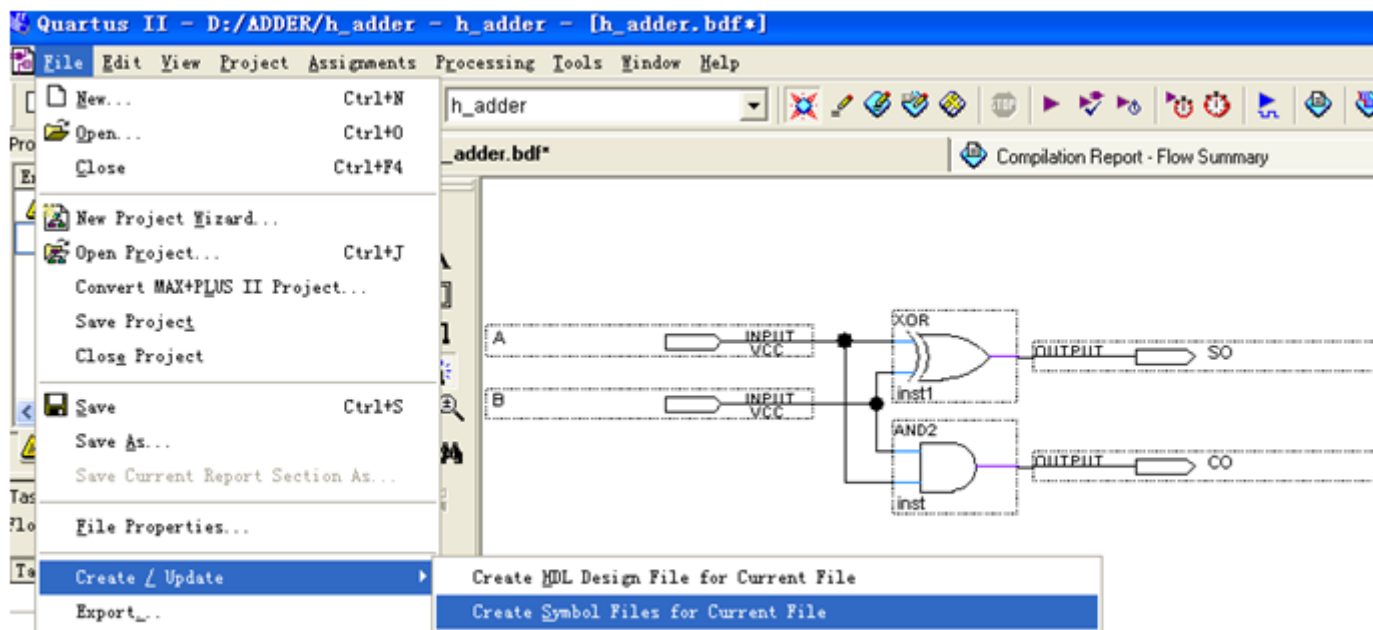 Quartus II - D:/ADDER/h_adder - h_adder - [h_adder.bdf*]
File Edit View Project Assignments Processing Tools Window Help
New... Ctrl+N
h_adder
STOP
Open... Ctrl+O
Close Ctrl+F4
_adder.bdf*
Compilation Report - Flow Summary
New Project Wizard...
Open Project... Ctrl+J
Convert MAX+PLUS II Project...
Save Project
Close Project
Save Ctrl+S
Save As...
Save Current Report Section As...
File Properties...
Create / Update
Export...
Create HDL Design File for Current File
Create Symbol Files for Current File
A
INPUT
VCC
B
INPUT
VCC
XOR
inst1
OUTPUT
SO
AND2
inst
OUTPUT
CO